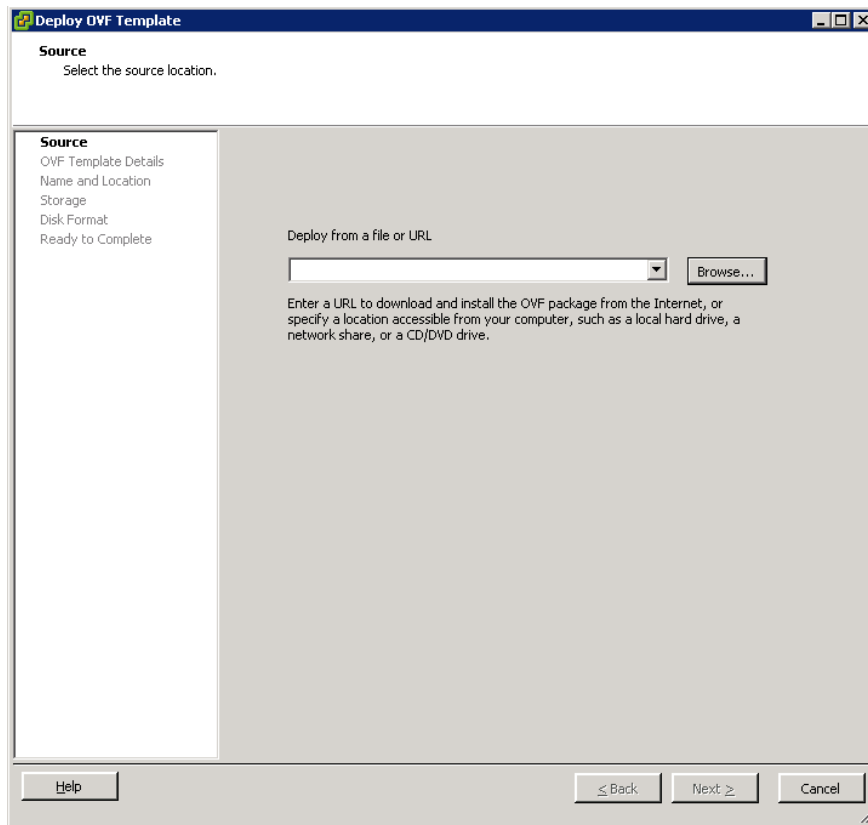 Deploy OVF Template
Source
Select the source location.
Source
OVF Template Details
Name and Location
Storage
Disk Format
Ready to Complete
Deploy from a file or URL
Browse...
Enter a URL to download and install the OVF package from the Internet, or
specify a location accessible from your computer, such as a local hard drive, a
network share, or a CD/DVD drive.
Help
< Back
Next >
Cancel